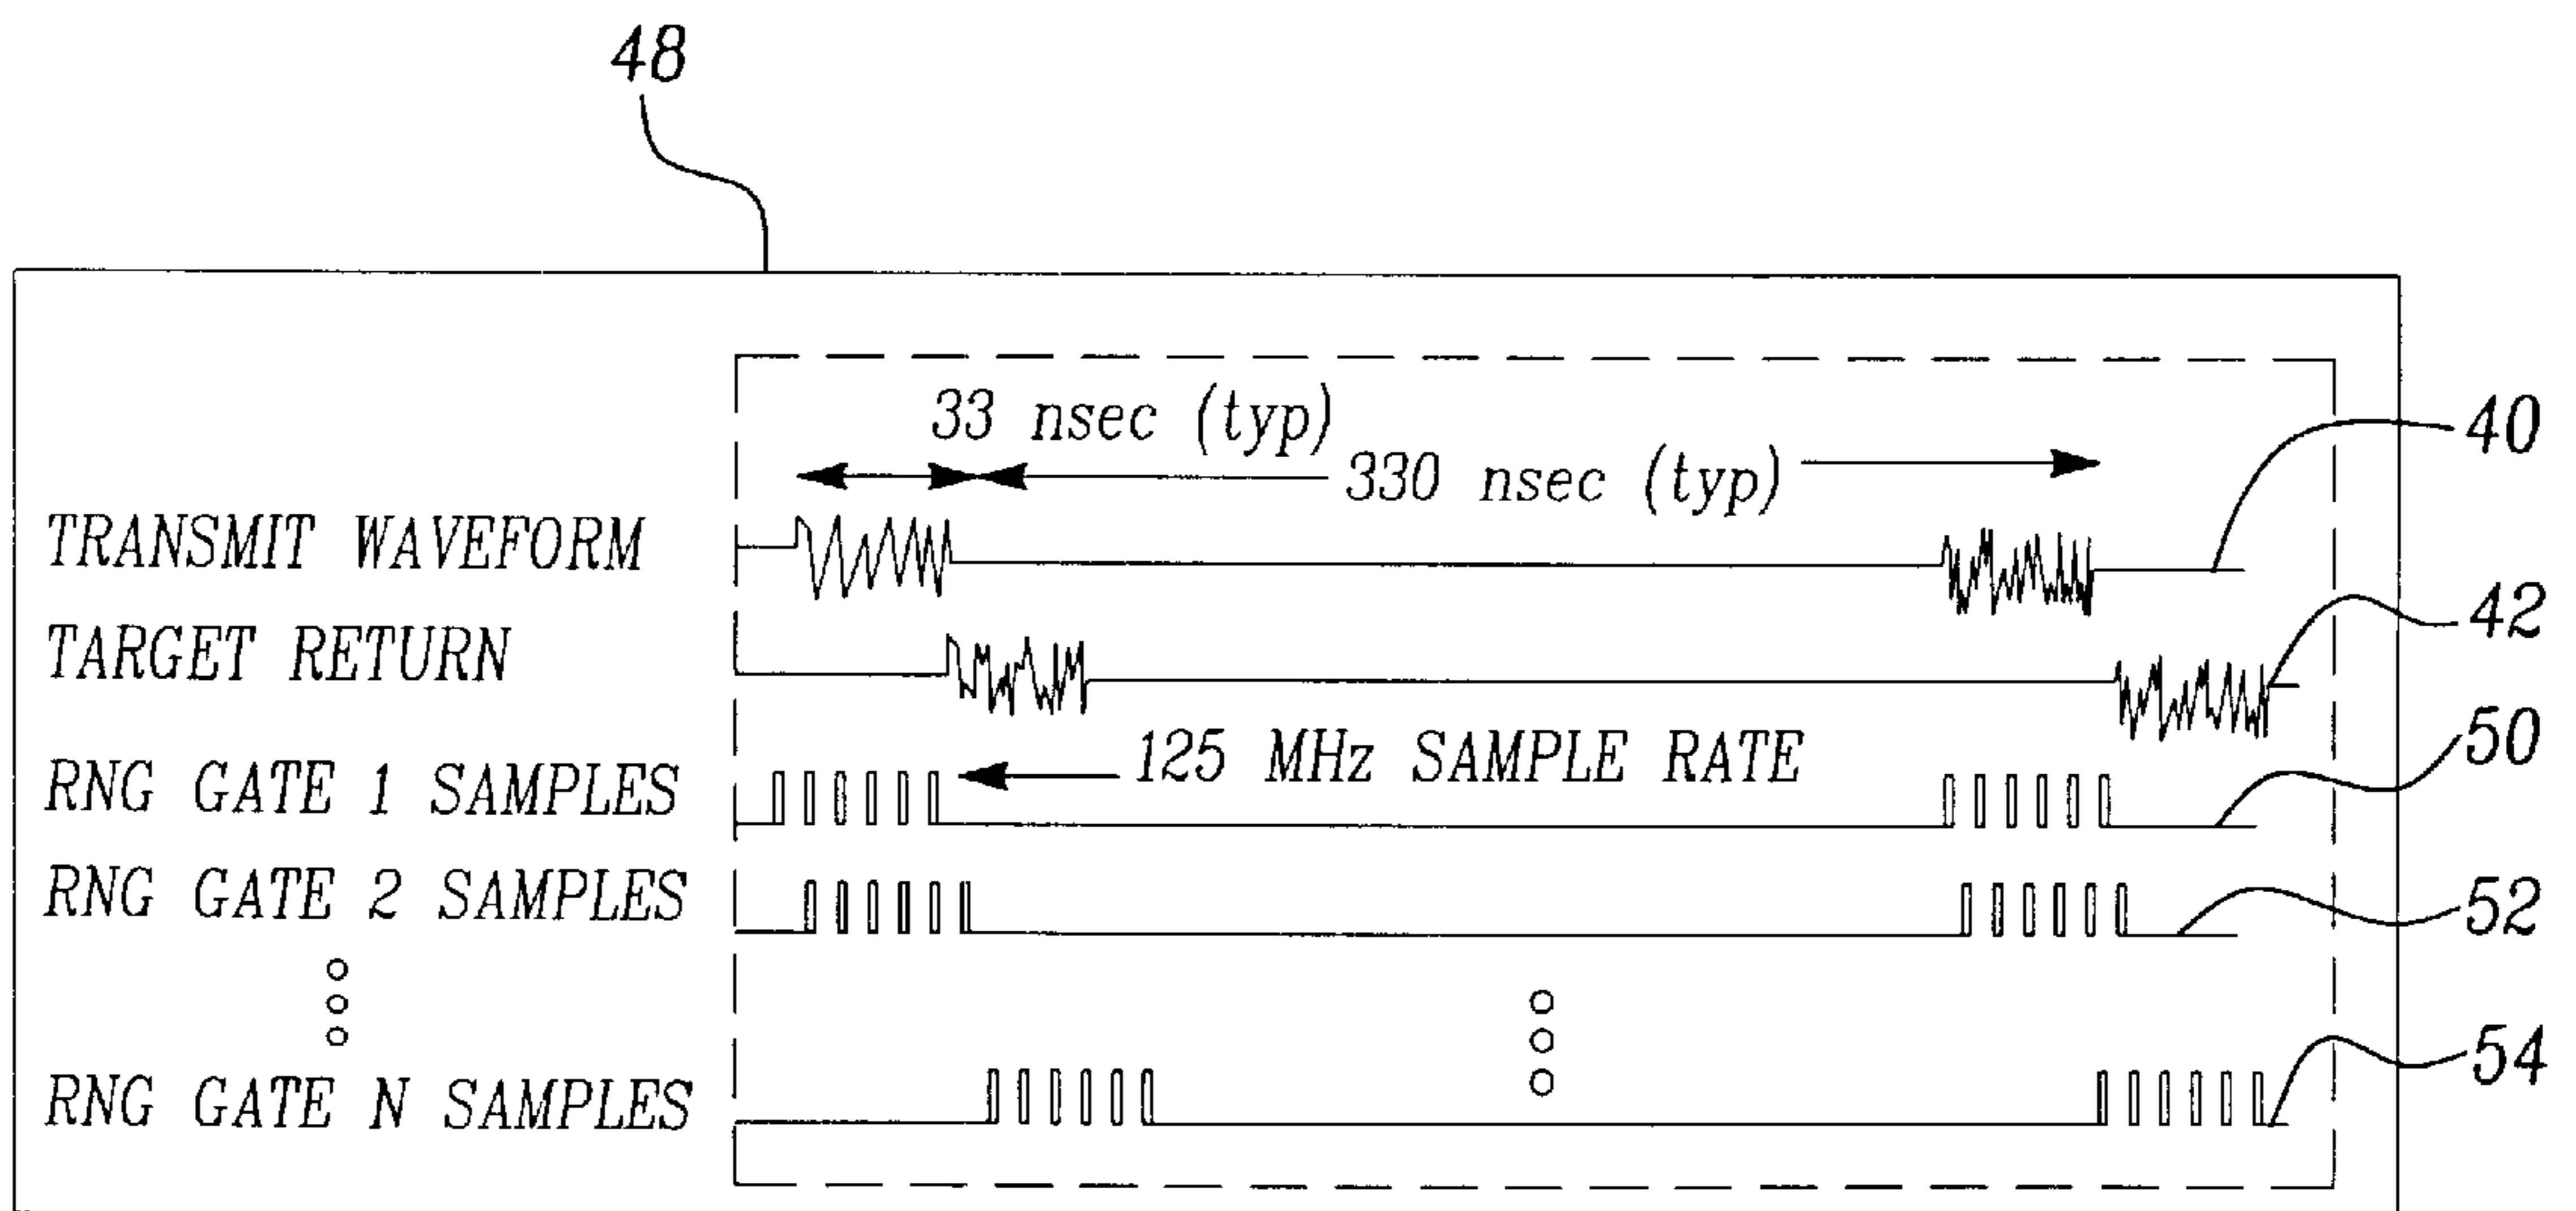 48
33 nsec (typ)
330 nsec (typ)
40
TRANSMIT WAVEFORM
42
TARGET RETURN
50
125 MHz SAMPLE RATE
RNG GATE 1 SAMPLES
RNG GATE 2 SAMPLES
52
54
RNG GATE N SAMPLES